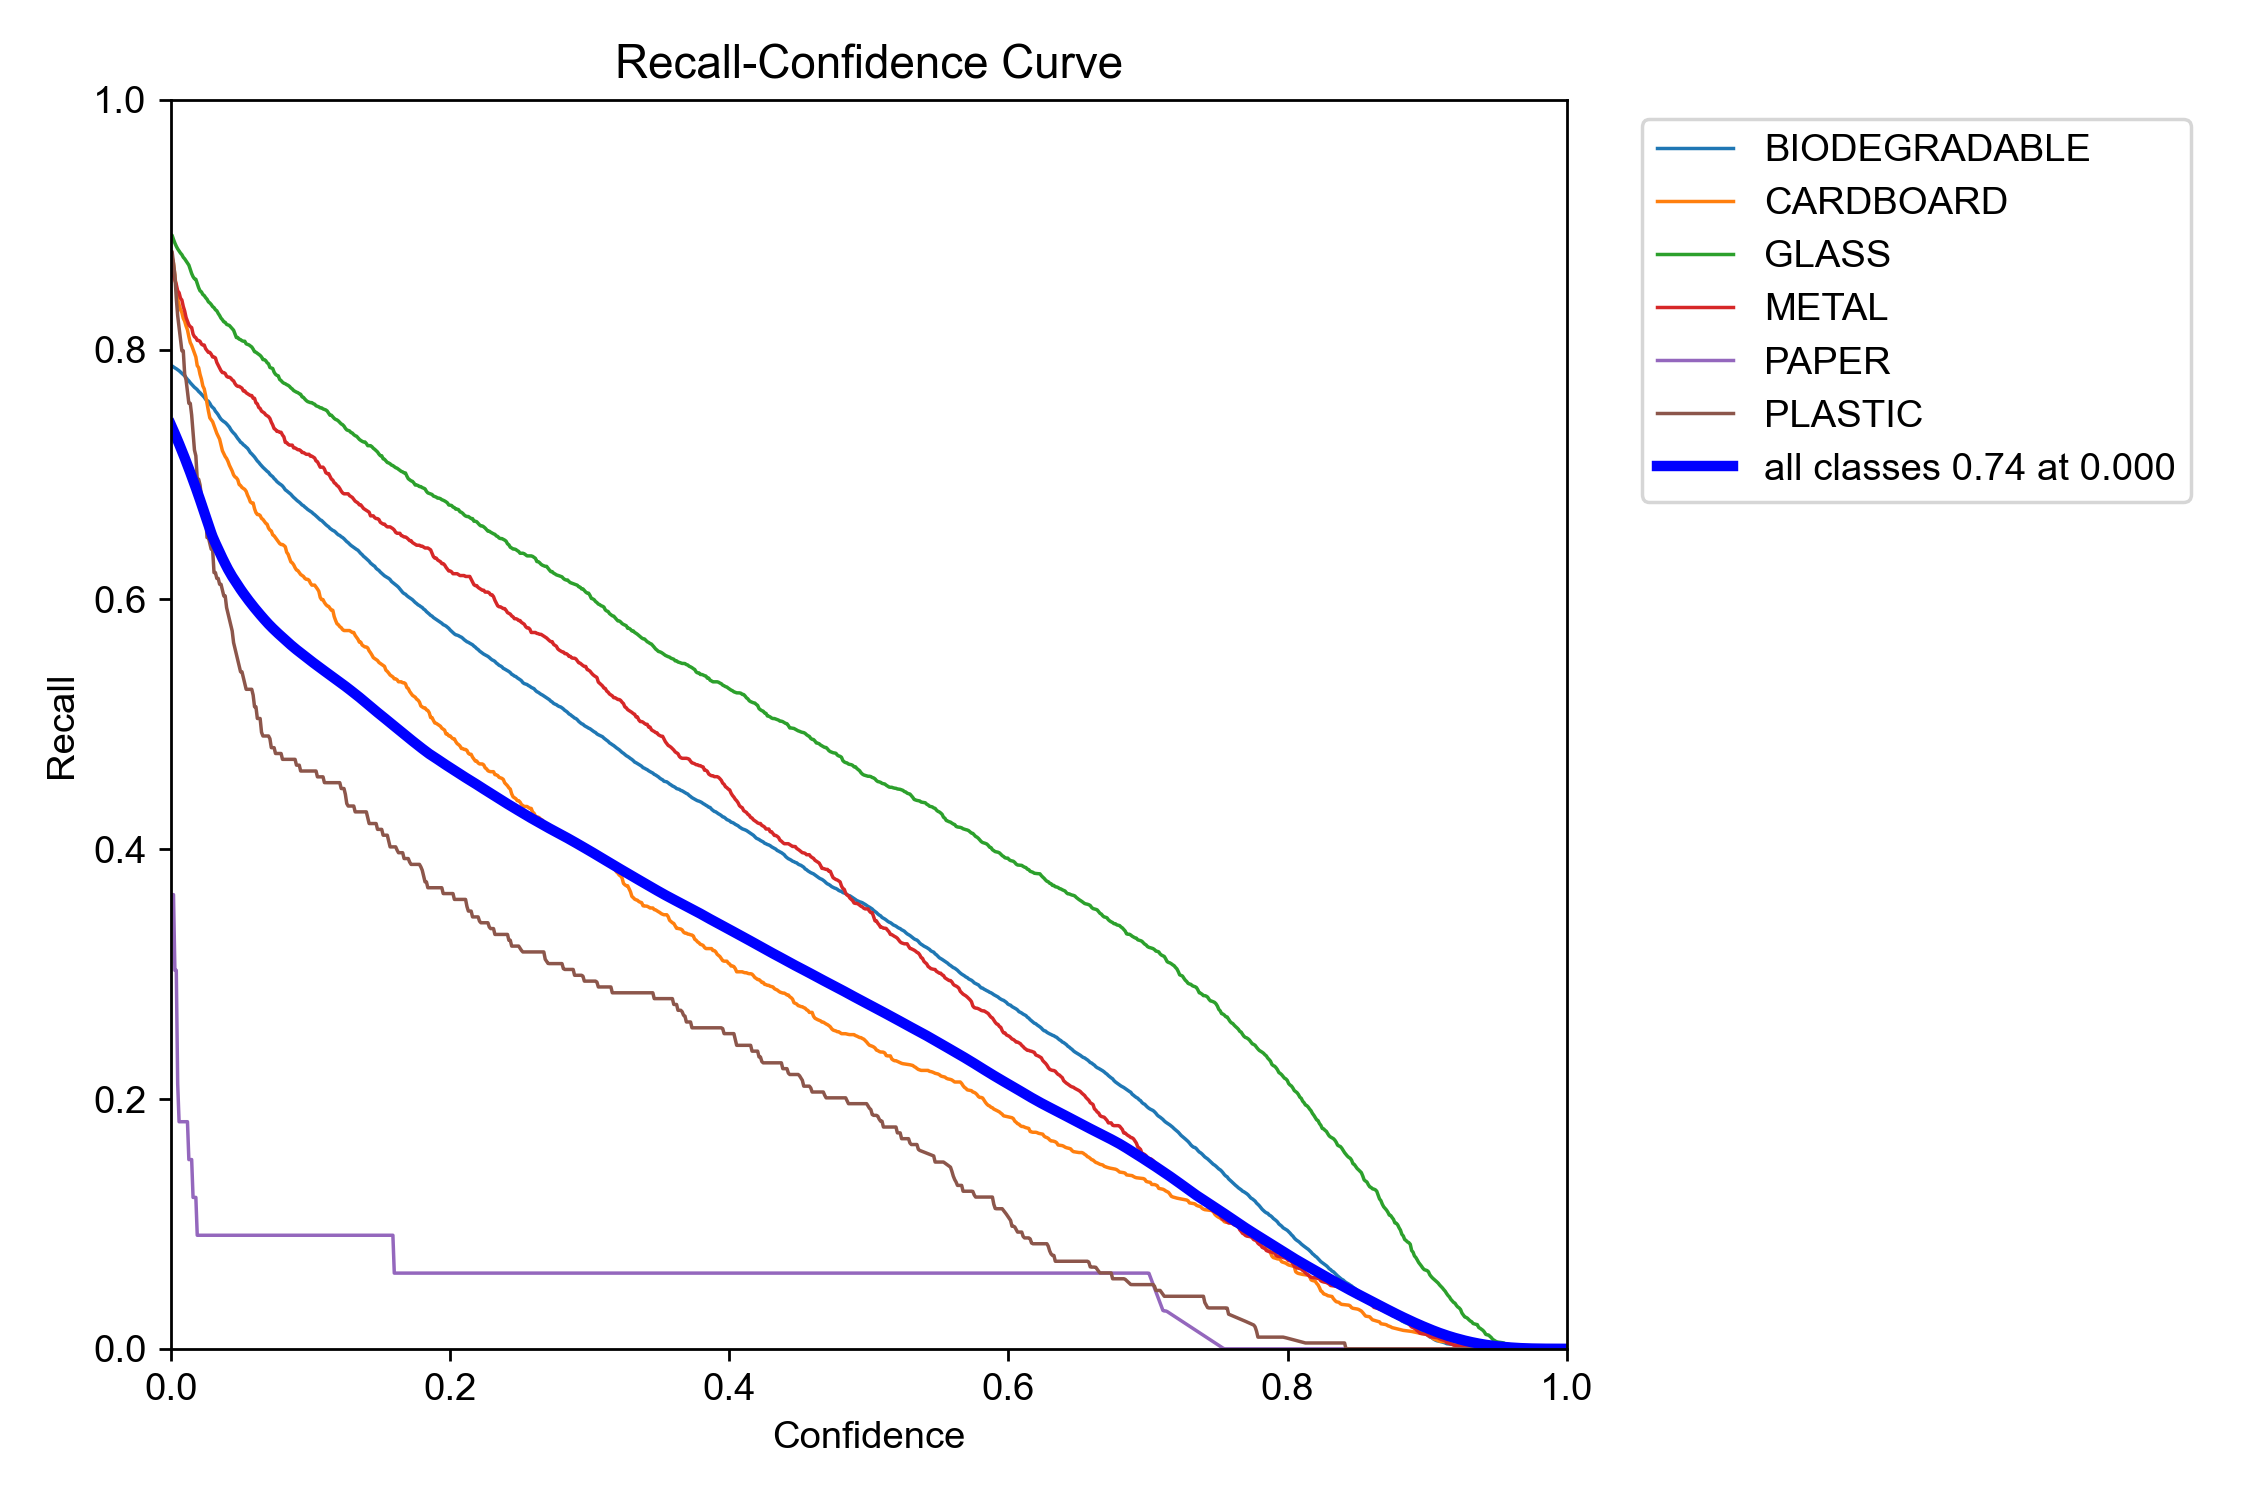 Recall-Confidence Curve
1.0
0.8
0.6
0.4
0.2
0.0
Recall
0.0 0.2 0.4 0.6 0.8 1.0
Confidence
BIODEGRADABLE
CARDBOARD
GLASS
METAL
PAPER
PLASTIC
all classes 0.74 at 0.000